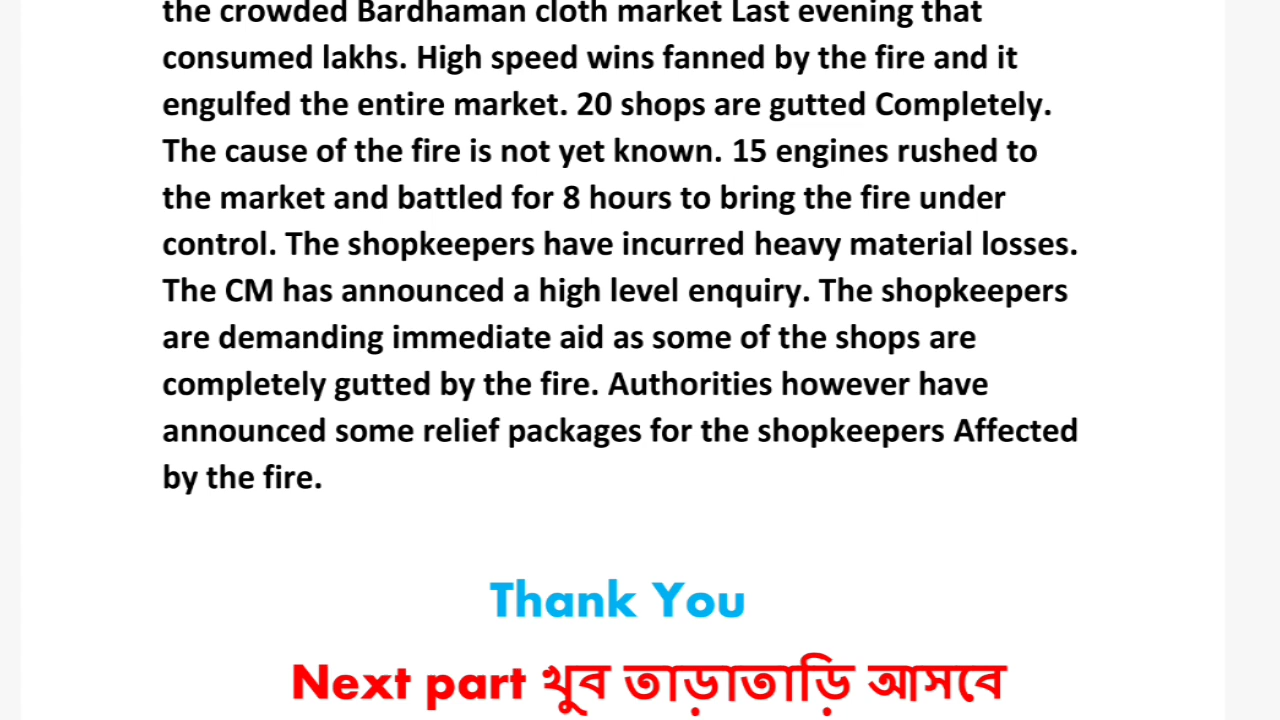 the crowded Bardhaman cloth market Last evening that
consumed lakhs. High speed wins fanned by the fire and it
engulfed the entire market. 20 shops are gutted Completely.
The cause of the fire is not yet known. 15 engines rushed to
the market and battled for 8 hours to bring the fire under
control. The shopkeepers have incurred heavy material losses.
The CM has announced a high level enquiry. The shopkeepers
are demanding immediate aid as some of the shops are
completely gutted by the fire. Authorities however have
announced some relief packages for the shopkeepers Affected
by the fire.
Thank You
Next part খুব তাড়াতাড়ি আসবে